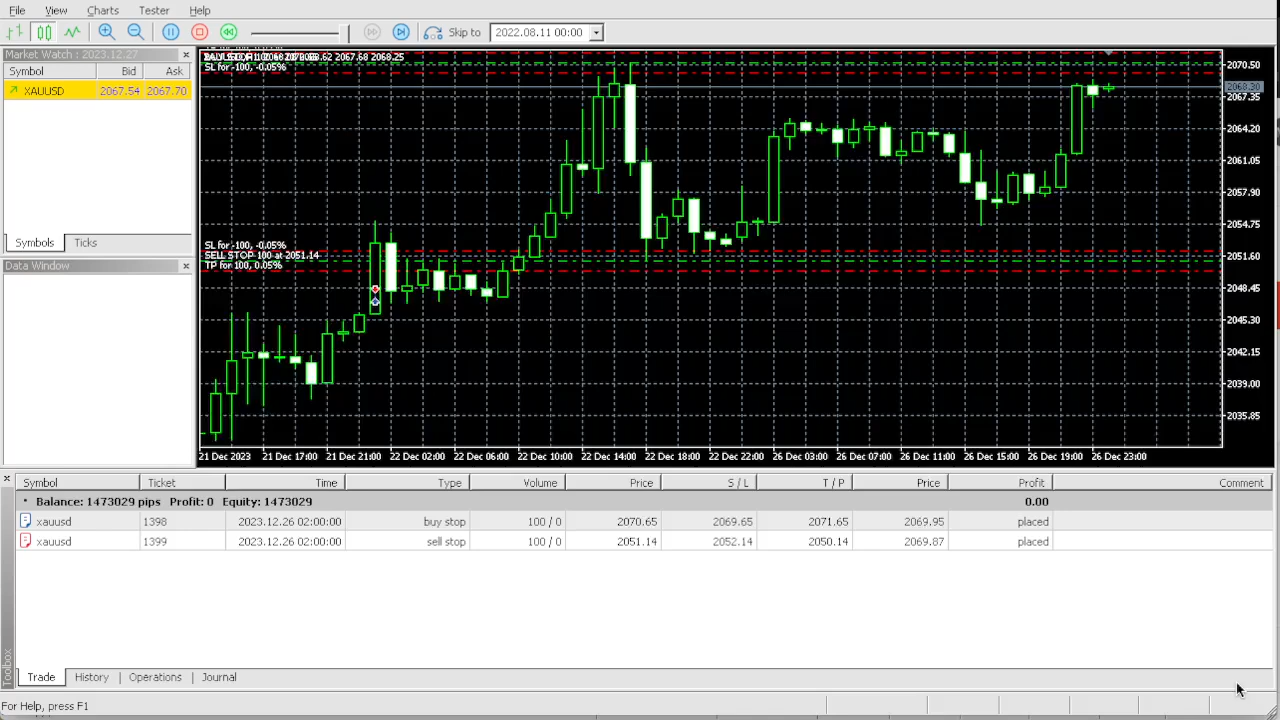 File View Charts Tester Help
Skip to 2022.08.11 00:00
Market Watch : 2023.12.27
Symbol Bid Ask
XAUUSD 2067.54 2067.70
Symbols Ticks
Data Window
2067.68 2068.25
SL for -100, -0.05%
SL for -100, -0.05%
SELL STOP 100 at 2051.14
TP for 100, 0.05%
2070.50
2068.30
2067.35
2064.20
2061.05
2057.90
2054.75
2051.60
2048.45
2045.30
2042.15
2039.00
2035.85
21 Dec 2023 21 Dec 17:00 21 Dec 21:00 22 Dec 02:00 22 Dec 06:00 22 Dec 10:00 22 Dec 14:00 22 Dec 18:00 22 Dec 22:00 26 Dec 03:00 26 Dec 07:00 26 Dec 11:00 26 Dec 15:00 26 Dec 19:00 26 Dec 23:00
Symbol Ticket Time Type Volume Price S / L T / P Price Profit Comment
Balance: 1473029 pips Profit: 0 Equity: 1473029 0.00
xauusd 1398 2023.12.26 02:00:00 buy stop 100 / 0 2070.65 2069.65 2071.65 2069.95 placed
xauusd 1399 2023.12.26 02:00:00 sell stop 100 / 0 2051.14 2052.14 2050.14 2069.87 placed
Toolbox
Trade History Operations Journal
For Help, press F1